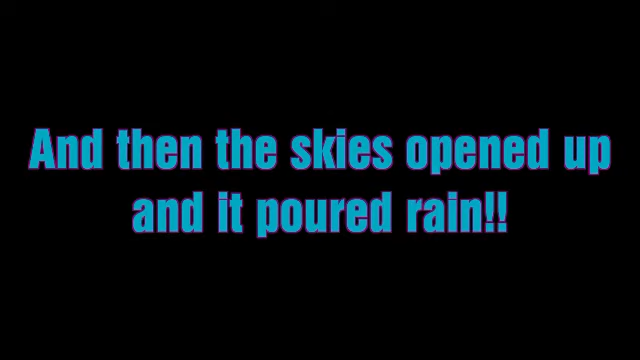 And then the skies opened up
and it poured rain!!